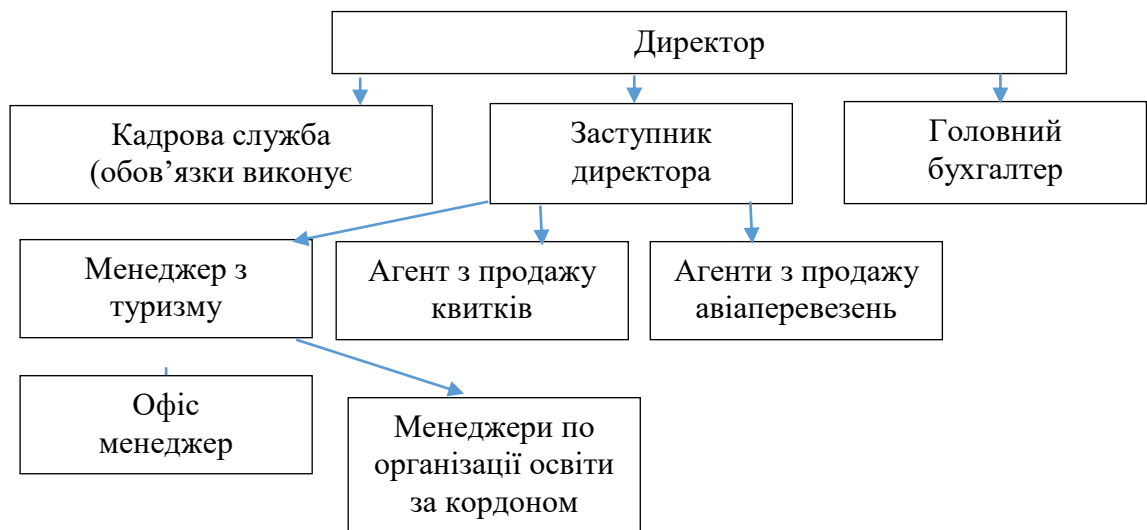 Директор
Кадрова служба
(обов’язки виконує
Заступник
директора
Головний
бухгалтер
Менеджер з
туризму
Агент з продажу
квитків
Агенти з продажу
авіаперевезень
Офіс
менеджер
Менеджери по
організації освіти
за кордоном